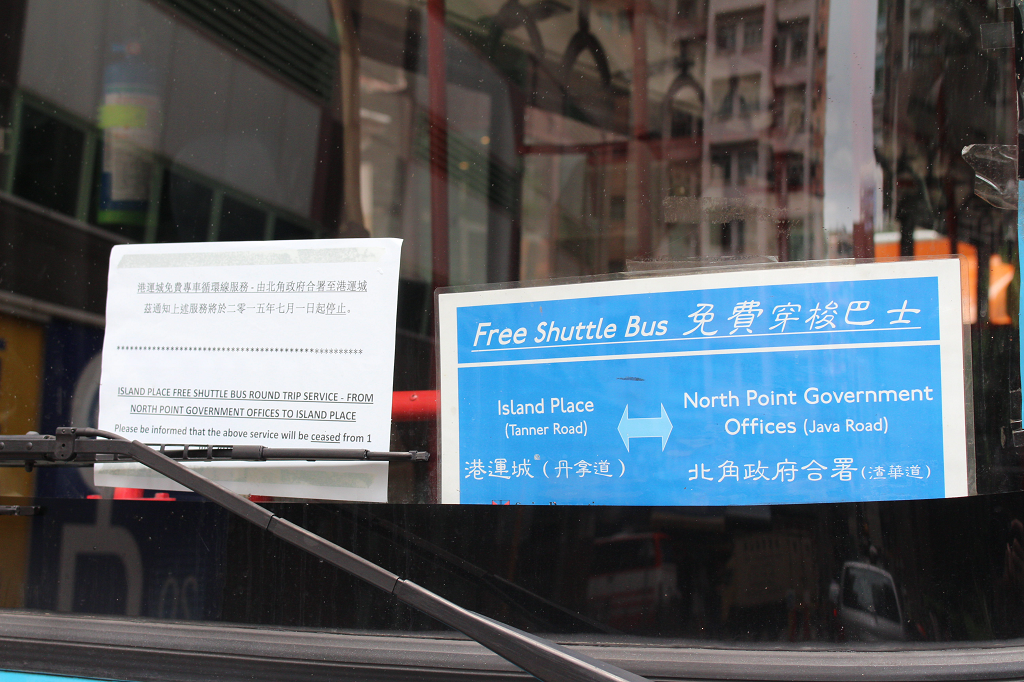 港運城免費專車循環線服務 - 由北角政府合署至港運城
茲通知上述服務將於二零一五年七月一日起停止。
ISLAND PLACE FREE SHUTTLE BUS ROUND TRIP SERVICE - FROM
NORTH POINT GOVERNMENT OFFICES TO ISLAND PLACE
Please be informed that the above service will be ceased from 1
Free Shuttle Bus 免費穿梭巴士
Island Place
(Tanner Road)
港運城（丹拿道）
North Point Government
Offices (Java Road)
北角政府合署(渣華道)